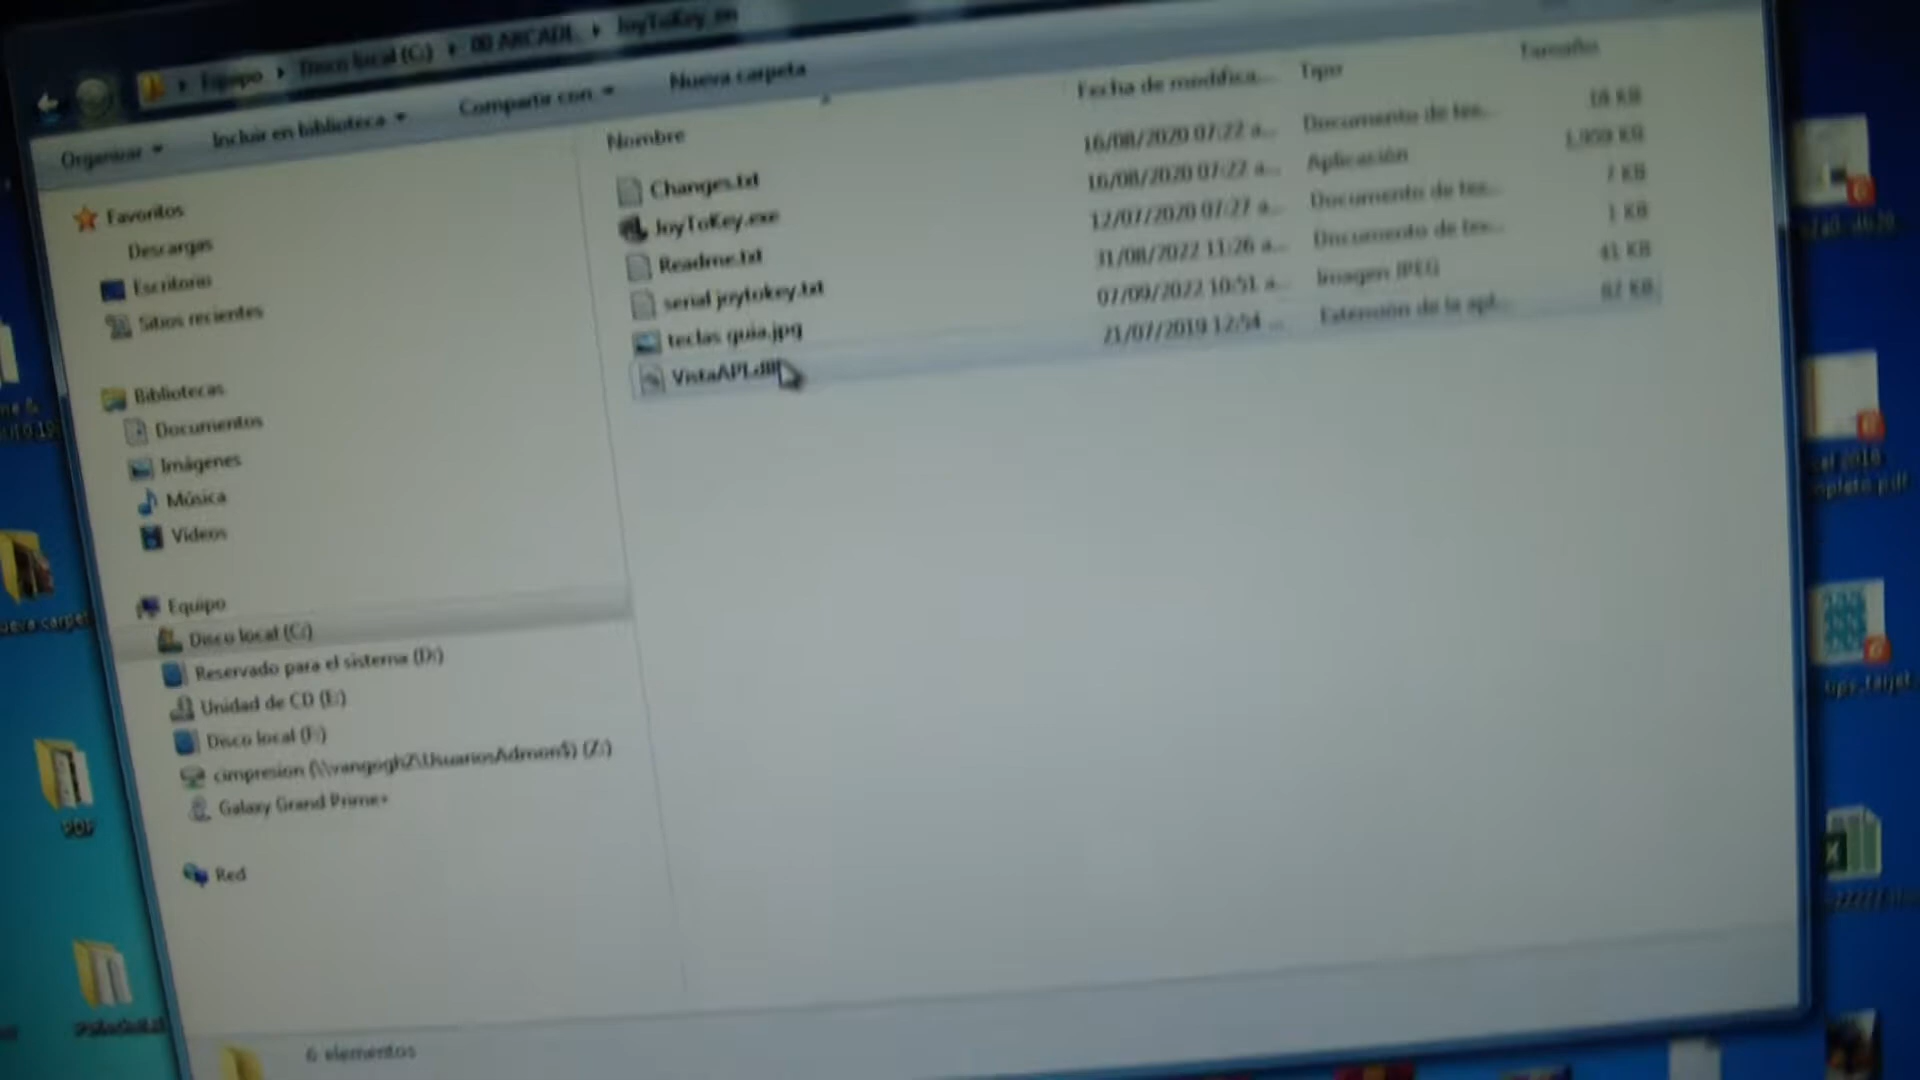 Equipo ▸ Disco local (C:) ▸ 00 ARCADE ▸ JoyToKey_en
Organizar Incluir en biblioteca Compartir con Nueva carpeta
Nombre Fecha de modifica... Tipo Tamaño
Changes.txt 16/08/2020 07:22 a... Documento de tex... 18 KB
JoyToKey.exe 16/08/2020 07:22 a... Aplicación 1,959 KB
Readme.txt 12/07/2020 07:27 a... Documento de tex... 7 KB
serial joytokey.txt 31/08/2022 11:26 a... Documento de tex... 1 KB
teclas guia.jpg 07/09/2022 10:51 a... Imagen JPEG 41 KB
VistaAPI.dll 21/07/2019 12:54 ... Extensión de la apl... 62 KB
Favoritos
Descargas
Escritorio
Sitios recientes
Bibliotecas
Documentos
Imágenes
Música
Vídeos
Equipo
Disco local (C:)
Reservado para el sistema (D:)
Unidad de CD (E:)
Disco local (F:)
cimpresion (\\vangogh2\UsuariosAdmon$) (Z:)
Galaxy Grand Prime+
Red
6 elementos
PDF